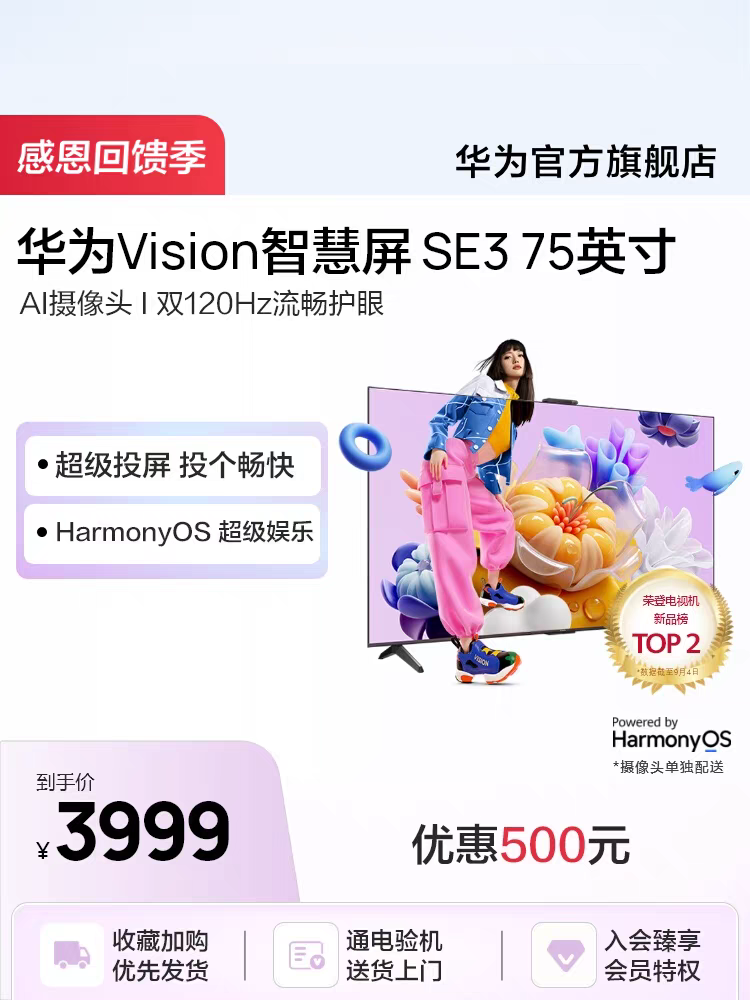 感恩回馈季
华为官方旗舰店
华为Vision智慧屏 SE3 75英寸
AI摄像头 | 双120Hz流畅护眼
• 超级投屏 投个畅快
• HarmonyOS 超级娱乐
VISION
荣登电视机
新品榜
TOP 2
*数据截至9月4日
Powered by
HarmonyOS
*摄像头单独配送
到手价
¥3999
优惠500元
收藏加购
优先发货
通电验机
送货上门
入会臻享
会员特权